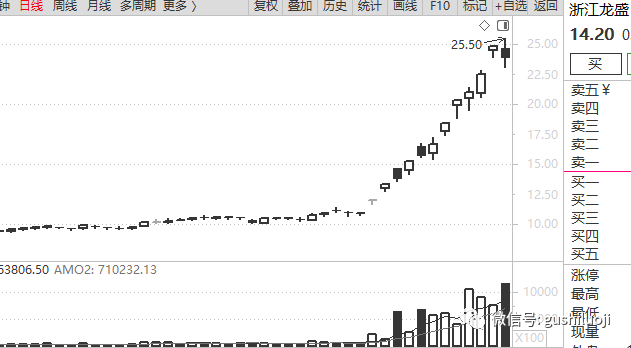 钟 日线 周线 月线 多周期 更多 〉 复权 叠加 历史 统计 画线 F10 标记 +自选 返回
浙江龙盛
14.20 0
买
25.50
25.00
22.50
20.00
17.50
15.00
12.50
10.00
卖五￥
卖四
卖三
卖二
卖一
买一
买二
买三
买四
买五
涨停
最高
最低
现量
53806.50 AMO2: 710232.13
10000
X100
微信号: gushituoji